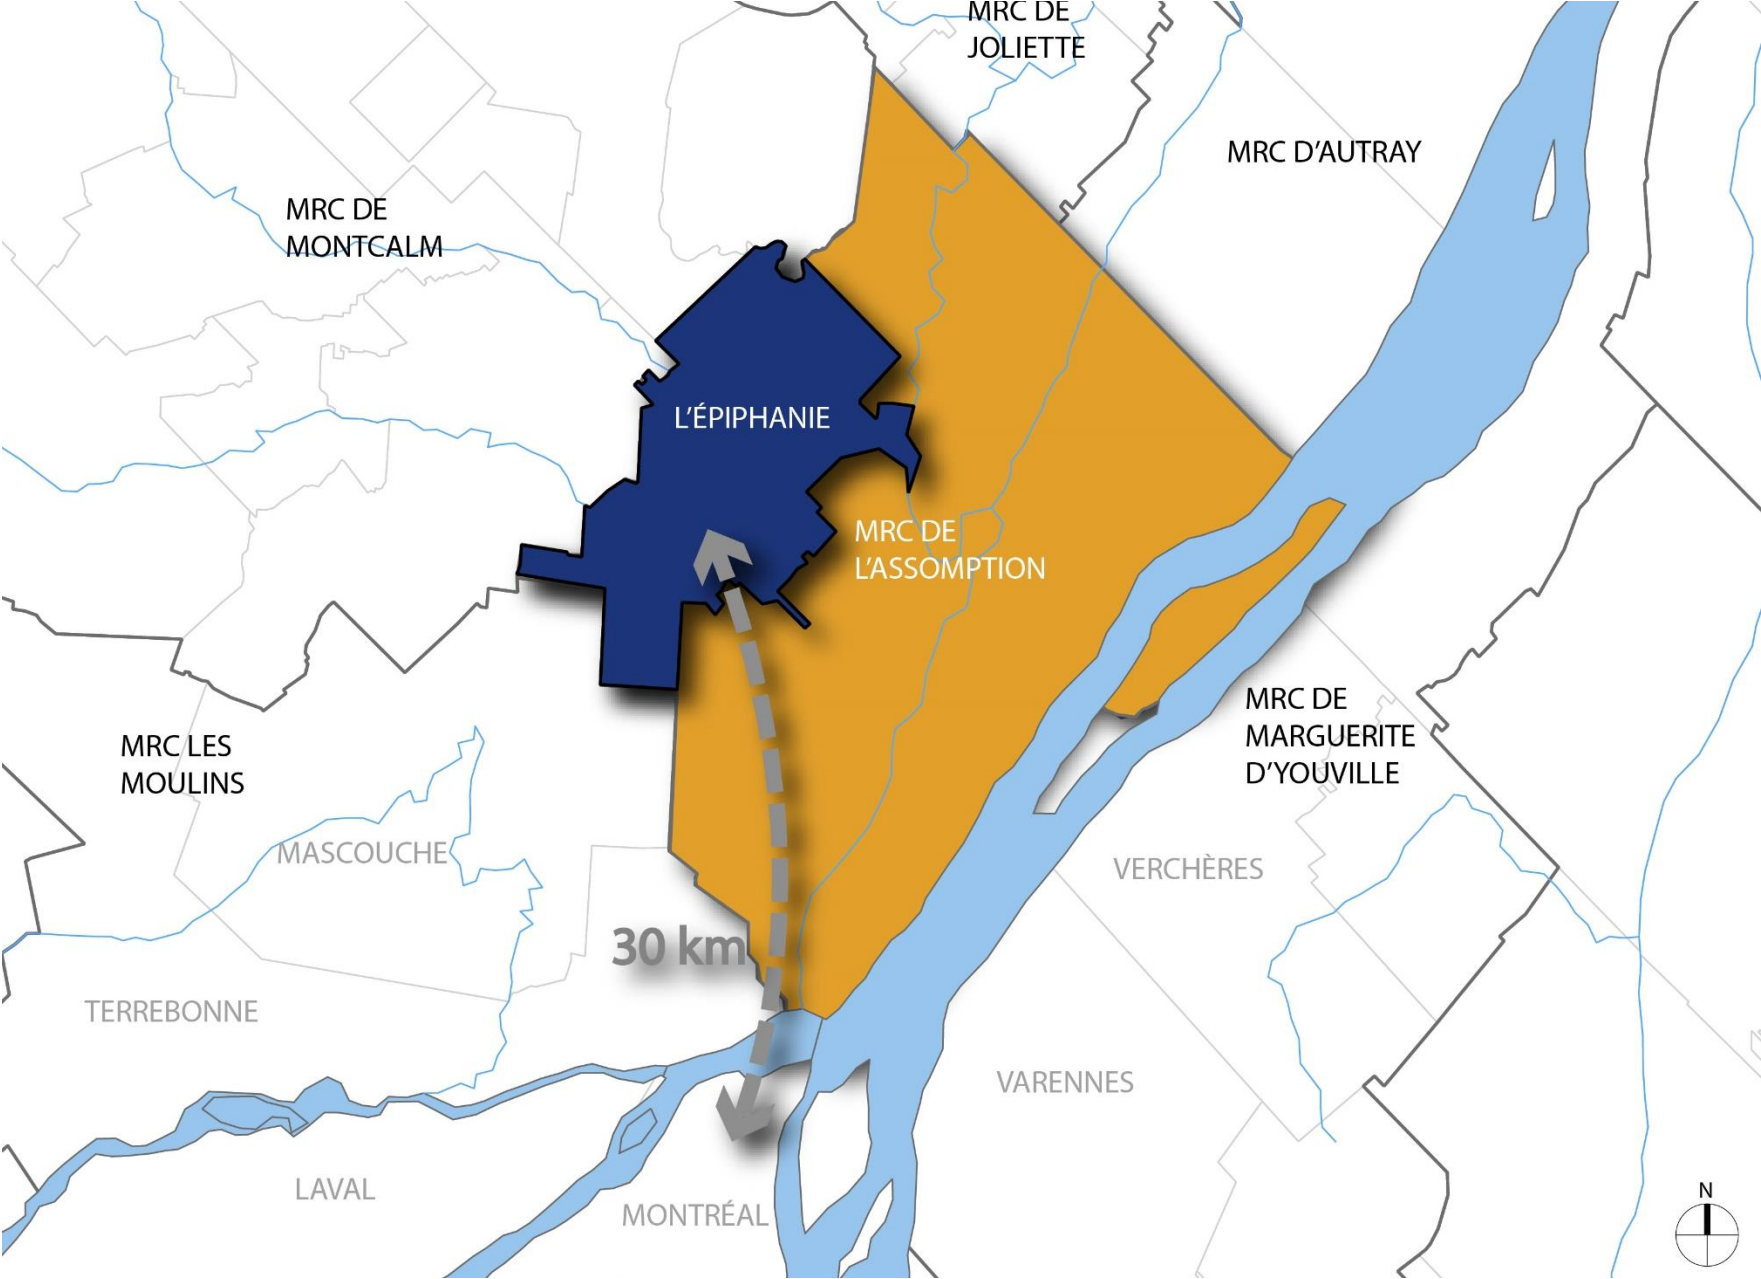 MRC DE
JOLIETTE
MRC D'AUTRAY
MRC DE
MONTCALM
L'ÉPIPHANIE
MRC DE
L'ASSOMPTION
MRC DE
MARGUERITE
D'YOUVILLE
MRC LES
MOULINS
MASCOUCHE
VERCHÈRES
30 km
TERREBONNE
VARENNES
LAVAL
MONTRÉAL
N